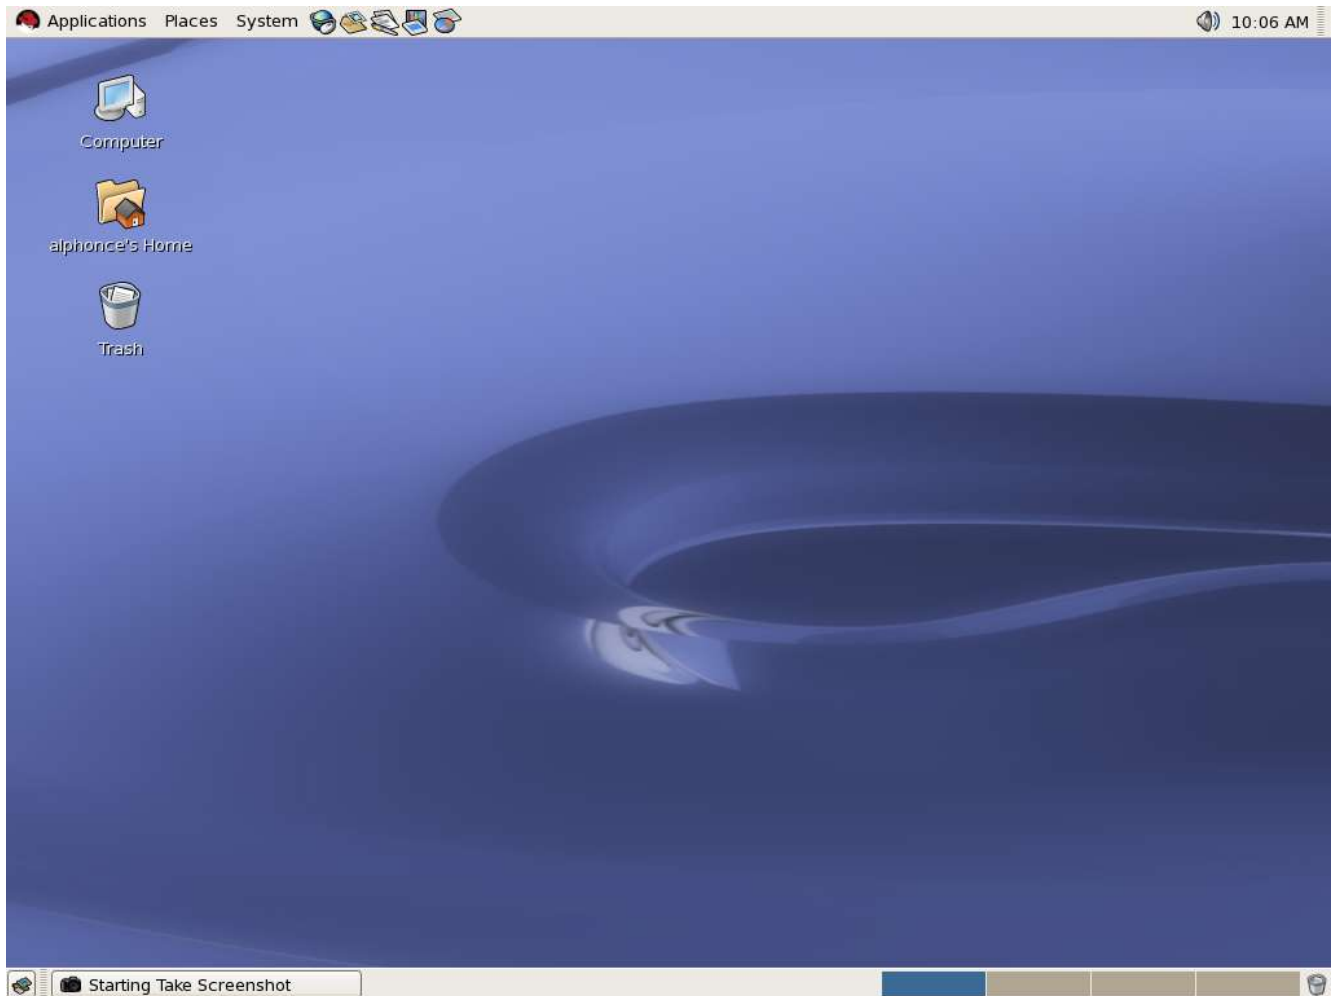 Applications Places System 10:06 AM
Computer
alphonce's Home
Trash
Starting Take Screenshot